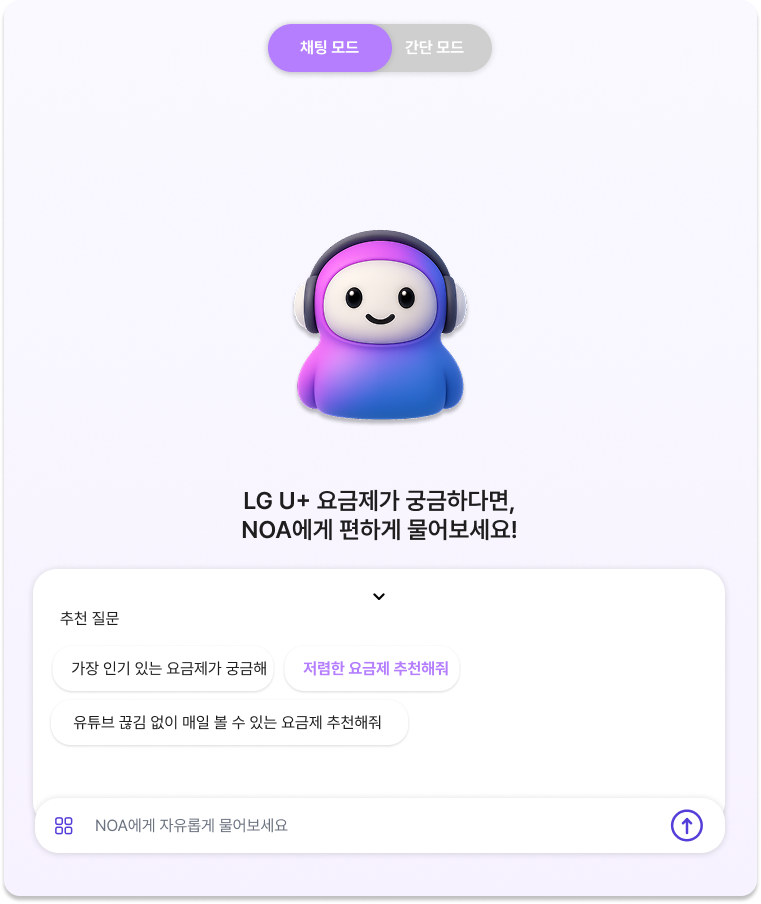 채팅 모드 간단 모드
LG U+ 요금제가 궁금하다면,
NOA에게 편하게 물어보세요!
추천 질문
가장 인기 있는 요금제가 궁금해 저렴한 요금제 추천해줘
유튜브 끊김 없이 매일 볼 수 있는 요금제 추천해줘
NOA에게 자유롭게 물어보세요